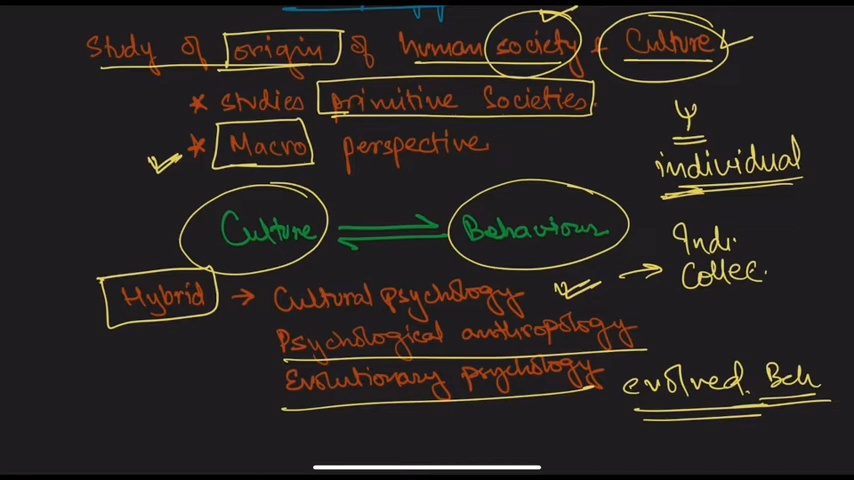 Study of origin of human society + Culture
* studies primitive Societies.
* Macro perspective
Ψ
individual
Culture ⇌ Behaviour
Indi.
Collec.
Hybrid → Cultural psychology
Psychological anthropology
Evolutionary psychology
evolved. Beh